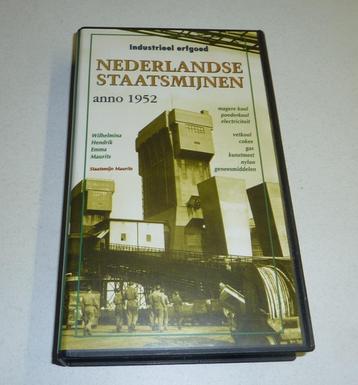 Industrieel erfgoed
NEDERLANDSE
STAATSMIJNEN
anno 1952
magere kool
poederkool
electriciteit
Wilhelmina
Hendrik
Emma
Maurits
Staatsmijn Maurits
vetkool
cokes
gas
kunstmest
nylon
geneesmiddelen